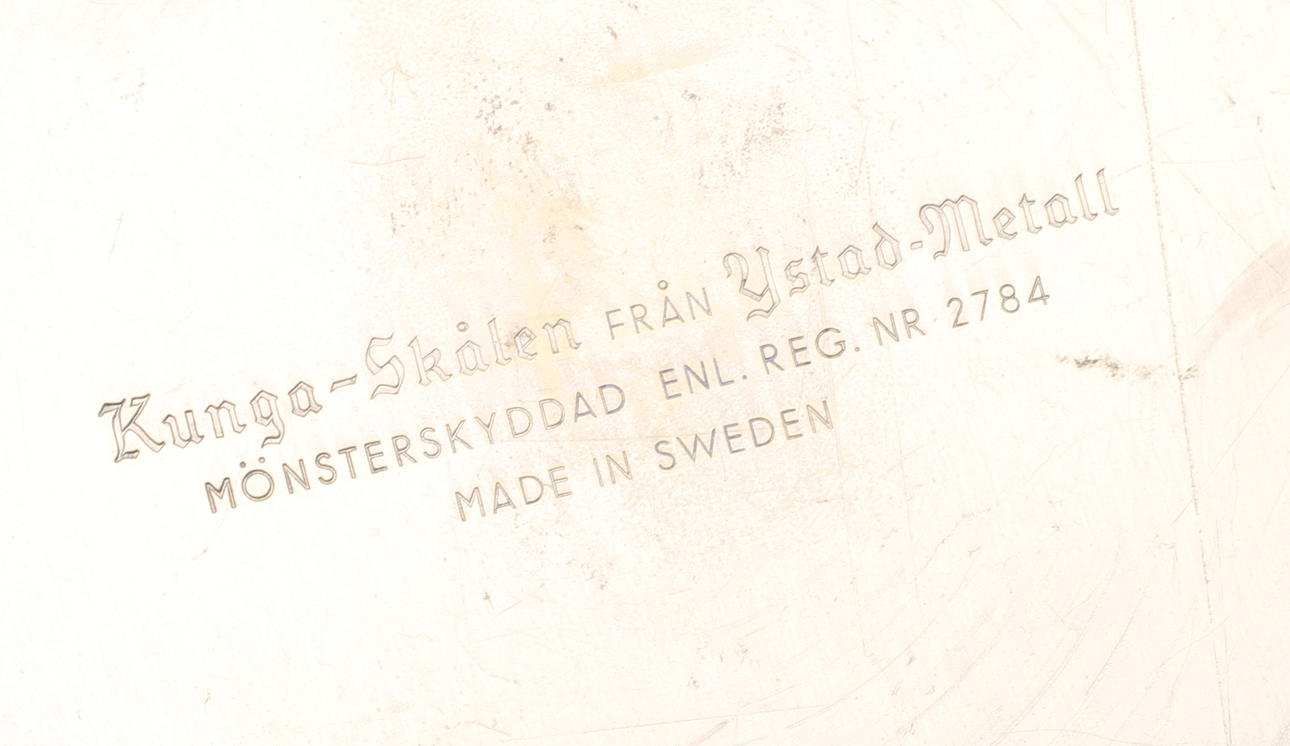 Kunga-Skålen FRÅN Ystad-Metall
MÖNSTERSKYDDAD ENL. REG. NR 2784
MADE IN SWEDEN